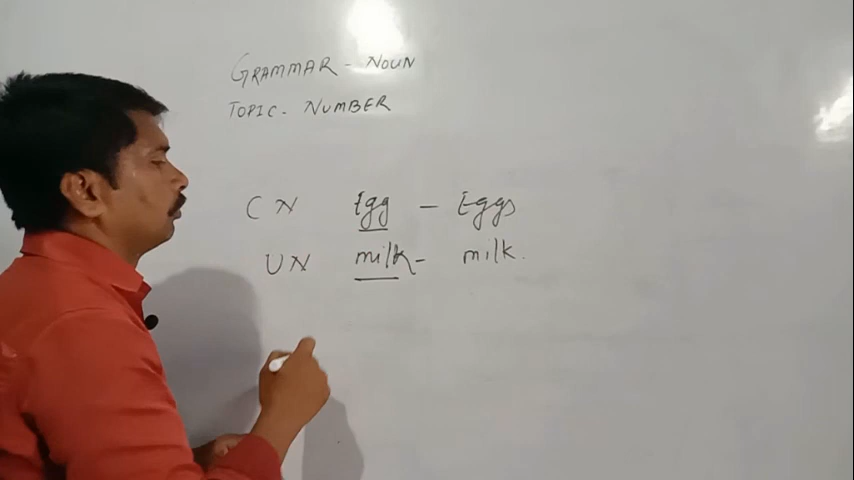 GRAMMAR - NOUN
TOPIC - NUMBER
CN Egg - Eggs
UN milk - milk.